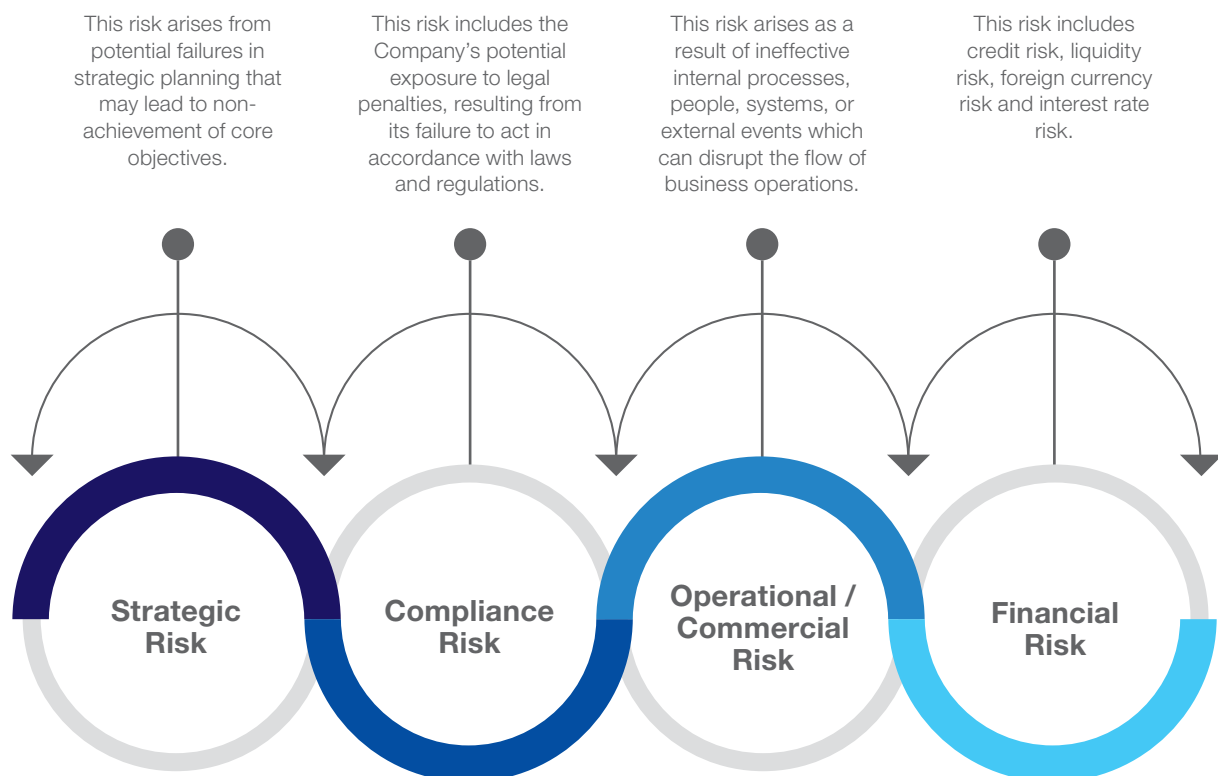 This risk arises from
potential failures in
strategic planning that
may lead to non-
achievement of core
objectives.
This risk includes the
Company’s potential
exposure to legal
penalties, resulting from
its failure to act in
accordance with laws
and regulations.
This risk arises as a
result of ineffective
internal processes,
people, systems, or
external events which
can disrupt the flow of
business operations.
This risk includes
credit risk, liquidity
risk, foreign currency
risk and interest rate
risk.
Strategic
Risk
Compliance
Risk
Operational /
Commercial
Risk
Financial
Risk